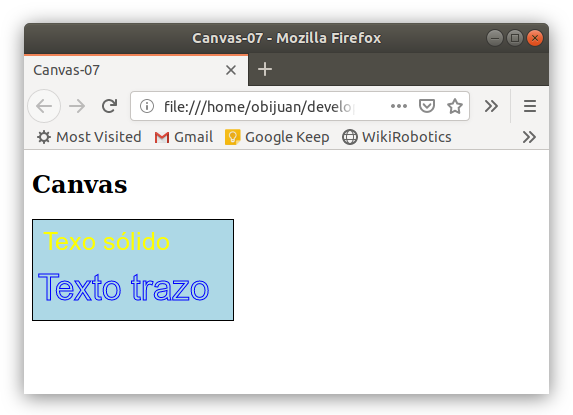 Canvas-07 - Mozilla Firefox
Canvas-07
file:///home/obijuan/develop
Most Visited Gmail Google Keep WikiRobotics
Canvas
Texo sólido
Texto trazo